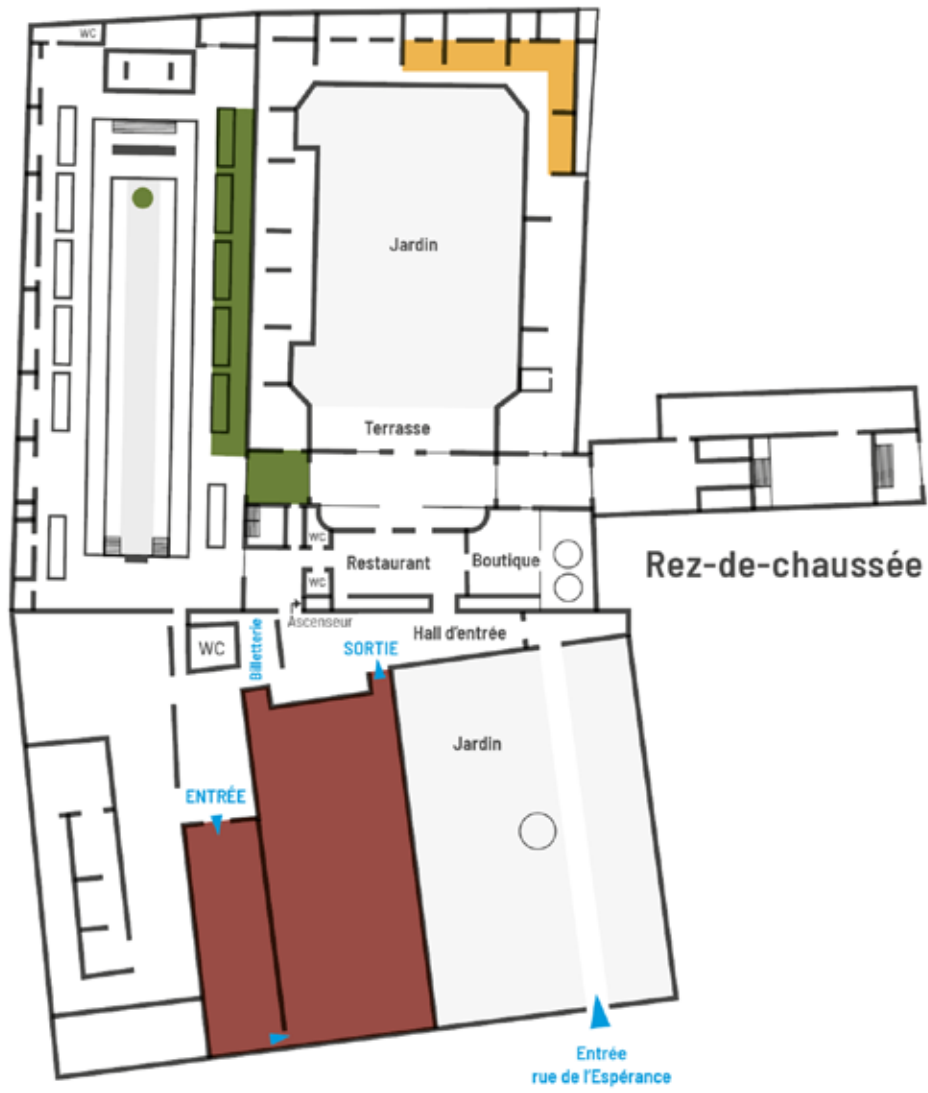 WC
Jardin
Terrasse
WC
Restaurant
Boutique
Rez-de-chaussée
WC
Ascenseur
Billetterie
WC
Hall d'entrée
SORTIE
Jardin
ENTRÉE
Entrée
rue de l'Espérance